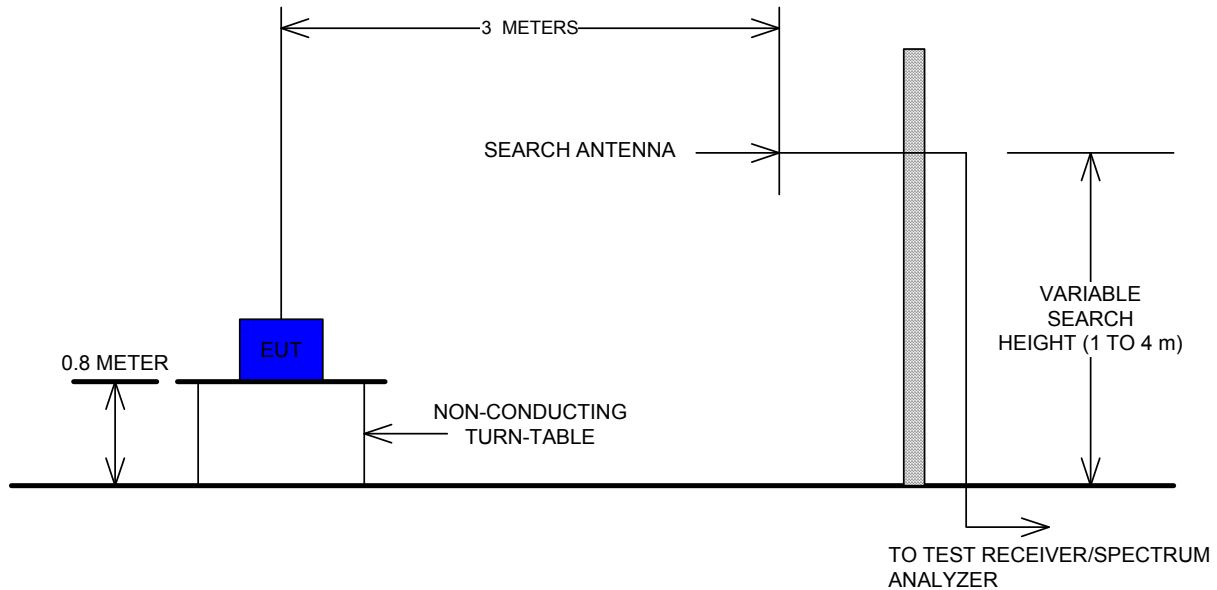 3 METERS
SEARCH ANTENNA
VARIABLE
SEARCH
HEIGHT (1 TO 4 m)
EUT
0.8 METER
NON-CONDUCTING
TURN-TABLE
TO TEST RECEIVER/SPECTRUM
ANALYZER